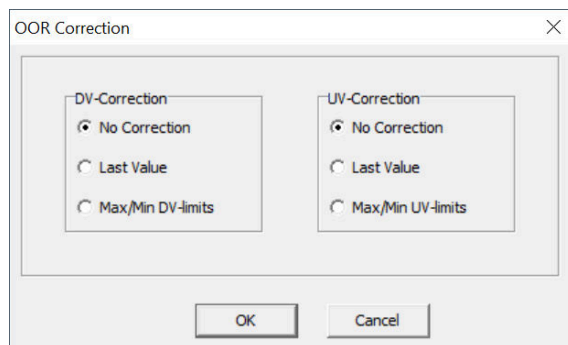 OOR Correction
DV-Correction
No Correction
Last Value
Max/Min DV-limits
UV-Correction
No Correction
Last Value
Max/Min UV-limits
OK
Cancel